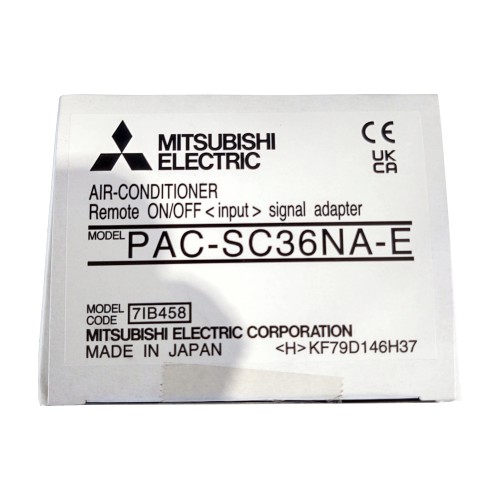 MITSUBISHI
ELECTRIC
CE
UK
CA
AIR-CONDITIONER
Remote ON/OFF <input> signal adapter
MODEL PAC-SC36NA-E
MODEL
CODE 7IB458
MITSUBISHI ELECTRIC CORPORATION
MADE IN JAPAN <H> KF79D146H37